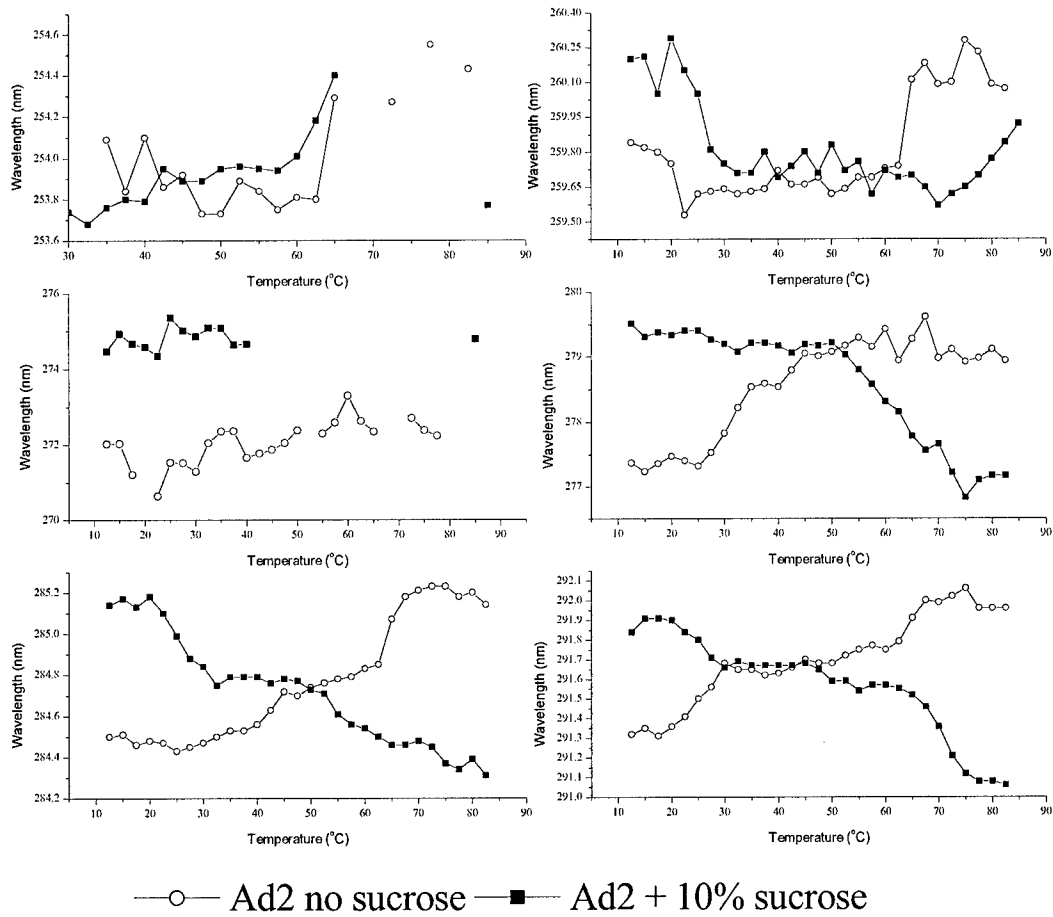 254.6
254.4
254.2
254.0
253.8
253.6
Wavelength (nm)
30 40 50 60 70 80 90
Temperature (°C)
260.40
260.25
260.10
259.95
259.80
259.65
259.50
Wavelength (nm)
10 20 30 40 50 60 70 80 90
Temperature (°C)
276
274
272
270
Wavelength (nm)
10 20 30 40 50 60 70 80 90
Temperature (°C)
280
279
278
277
Wavelength (nm)
10 20 30 40 50 60 70 80 90
Temperature (°C)
285.2
285.0
284.8
284.6
284.4
284.2
Wavelength (nm)
10 20 30 40 50 60 70 80 90
Temperature (°C)
292.1
292.0
291.9
291.8
291.7
291.6
291.5
291.4
291.3
291.2
291.1
291.0
Wavelength (nm)
10 20 30 40 50 60 70 80 90
Temperature (°C)
Ad2 no sucrose Ad2 + 10% sucrose